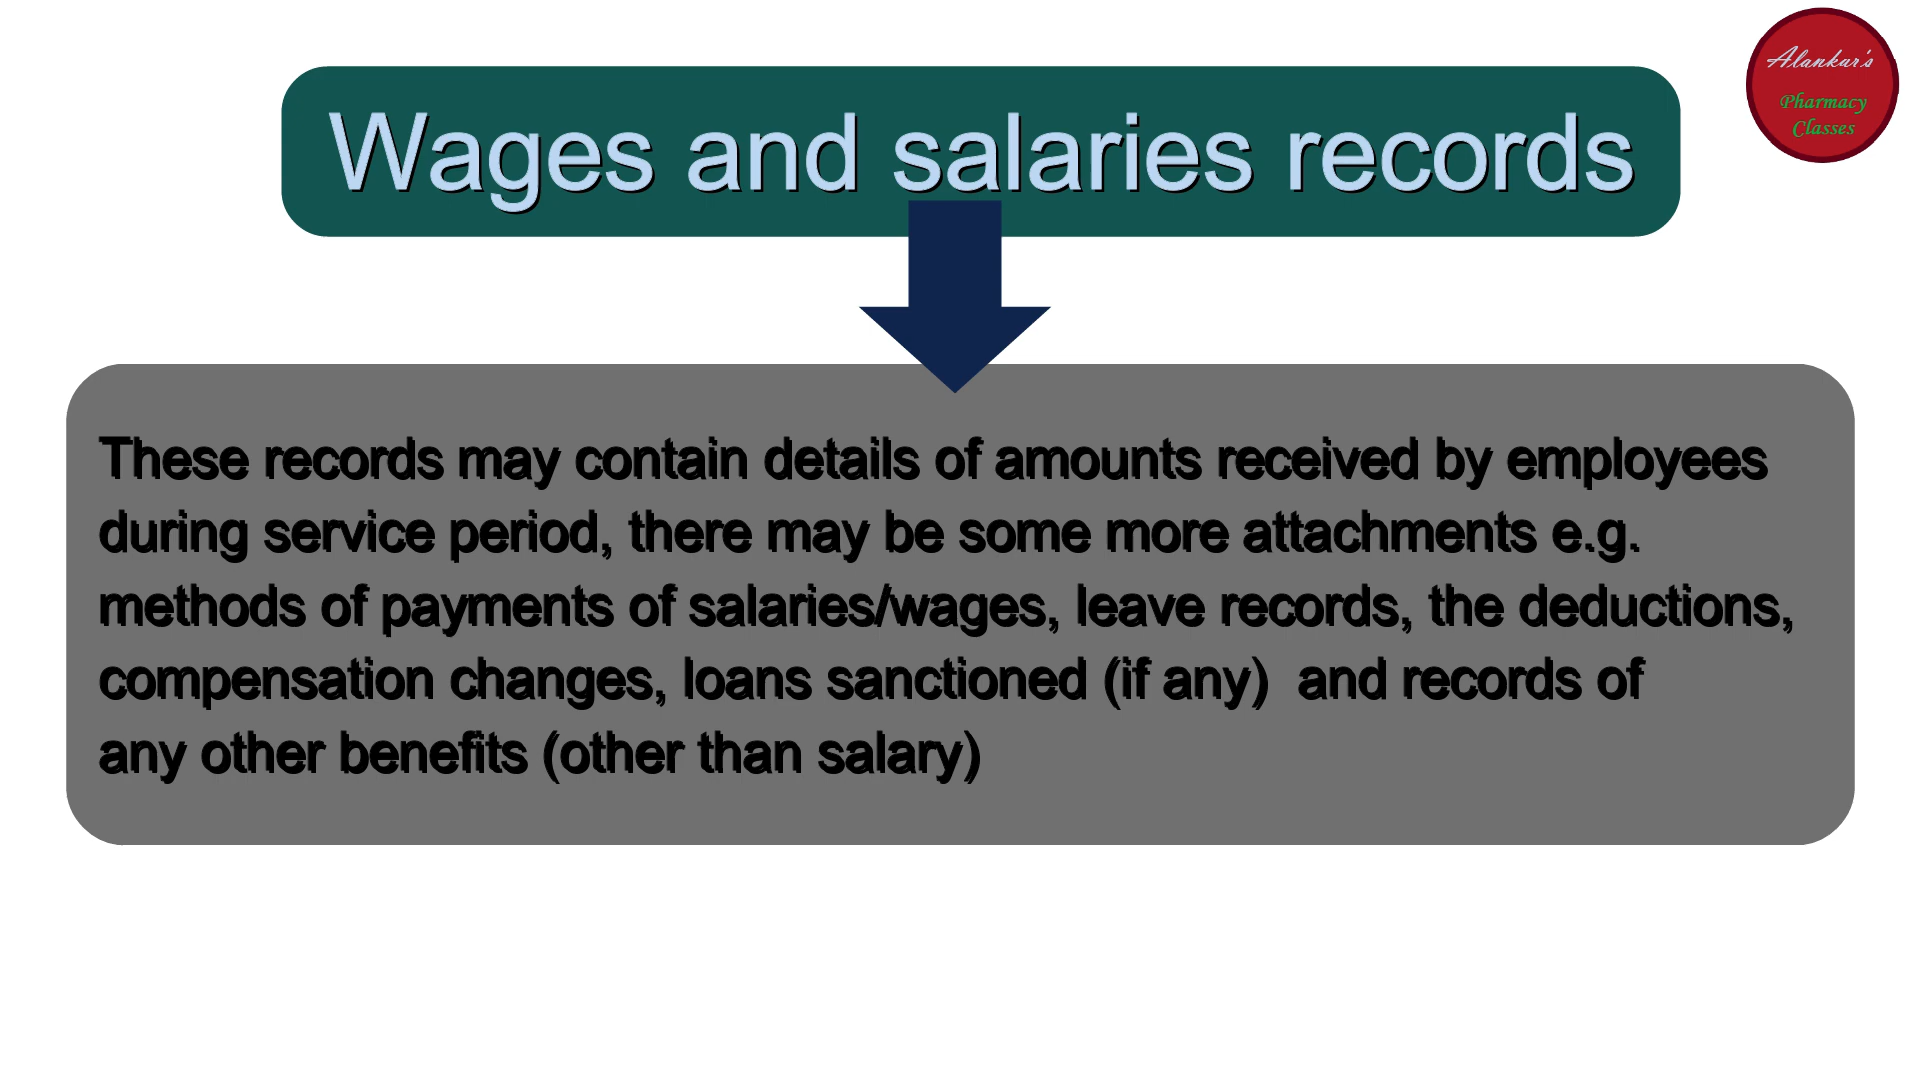 Alankar's
Pharmacy
Classes
Wages and salaries records
These records may contain details of amounts received by employees
during service period, there may be some more attachments e.g.
methods of payments of salaries/wages, leave records, the deductions,
compensation changes, loans sanctioned (if any)  and records of
any other benefits (other than salary)